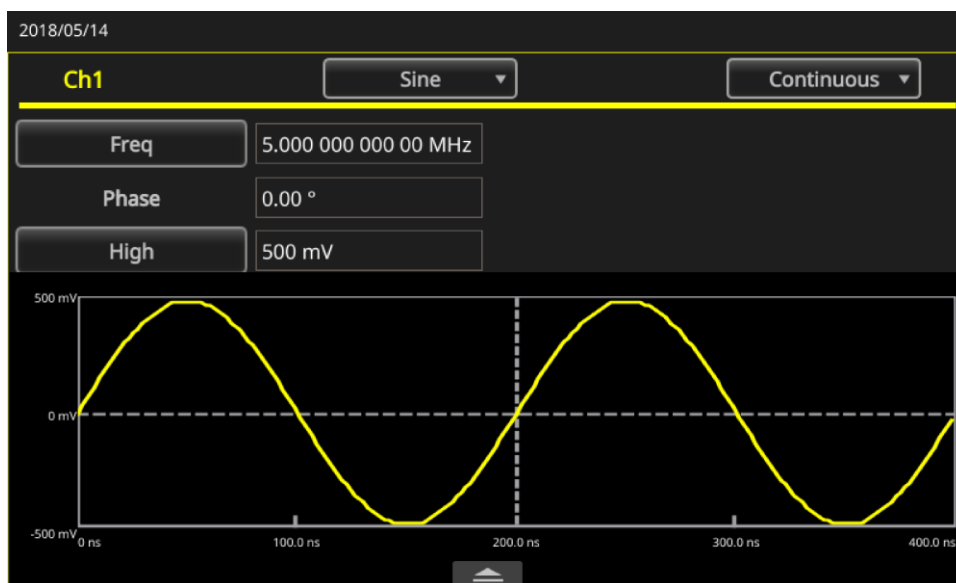 2018/05/14
Ch1 Sine Continuous
Freq 5.000 000 000 00 MHz
Phase 0.00 °
High 500 mV
500 mV
0 mV
-500 mV
0 ns 100.0 ns 200.0 ns 300.0 ns 400.0 ns